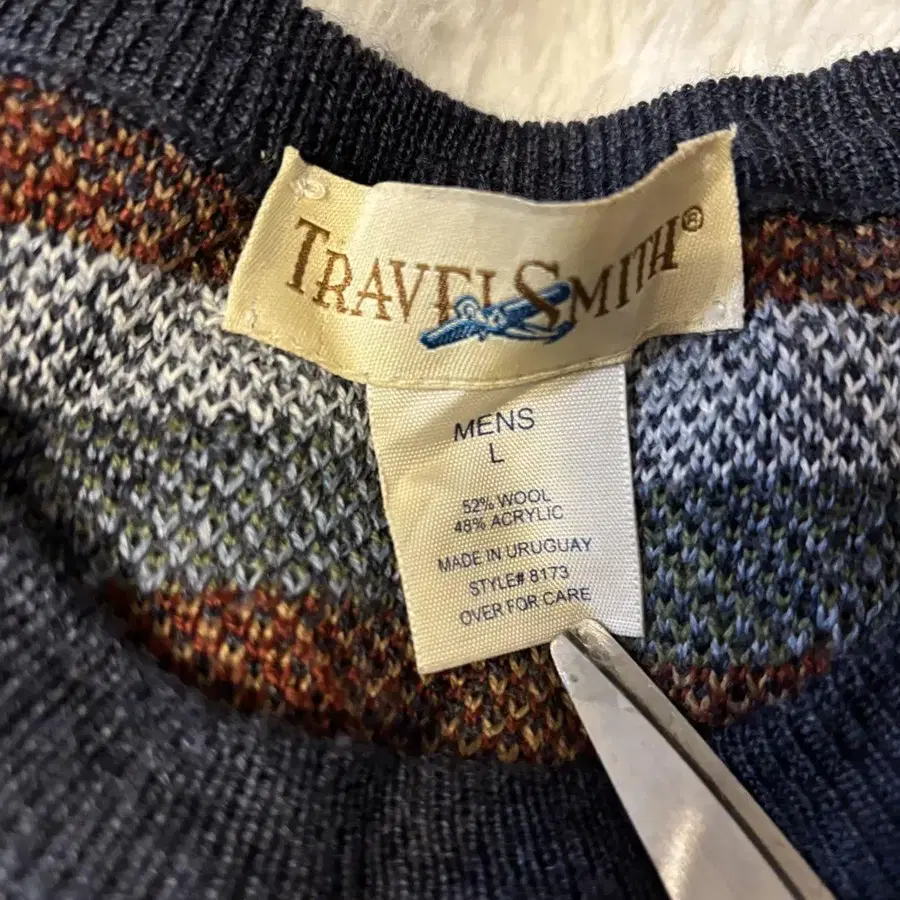 TRAVELSMITH®
MENS
L
52% WOOL
48% ACRYLIC
MADE IN URUGUAY
STYLE# 8173
OVER FOR CARE